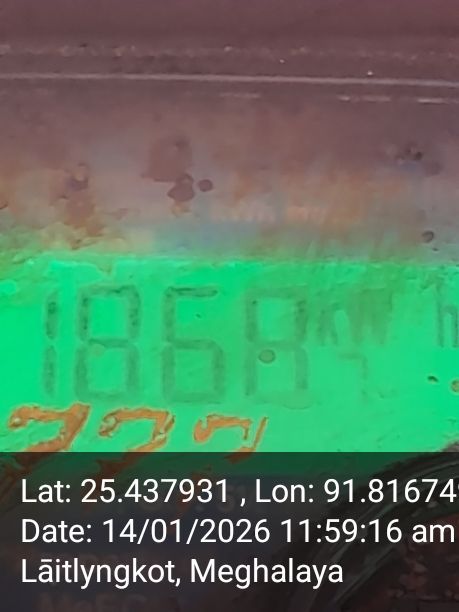 1868 kWh
Lat: 25.437931 , Lon: 91.81674
Date: 14/01/2026 11:59:16 am
Lāitlyngkot, Meghalaya